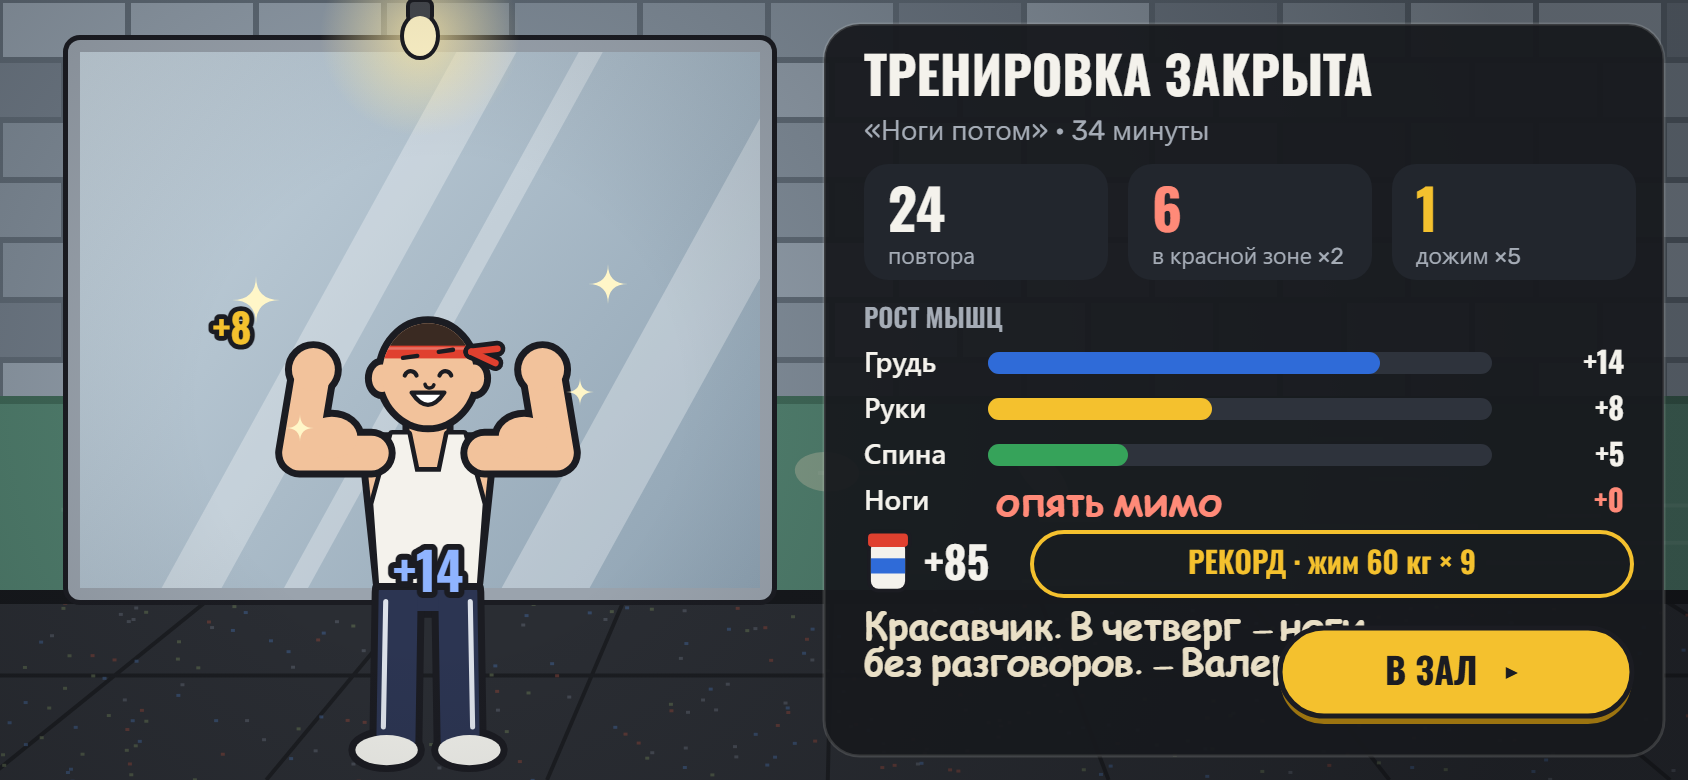 ТРЕНИРОВКА ЗАКРЫТА
«Ноги потом» • 34 минуты
24
повтора
6
в красной зоне ×2
1
дожим ×5
РОСТ МЫШЦ
Грудь +14
Руки +8
Спина +5
Ноги ОПЯТЬ МИМО +0
+85
РЕКОРД · жим 60 кг × 9
Красавчик. В четверг – ноги
без разговоров. –
В ЗАЛ ►
+8
+14